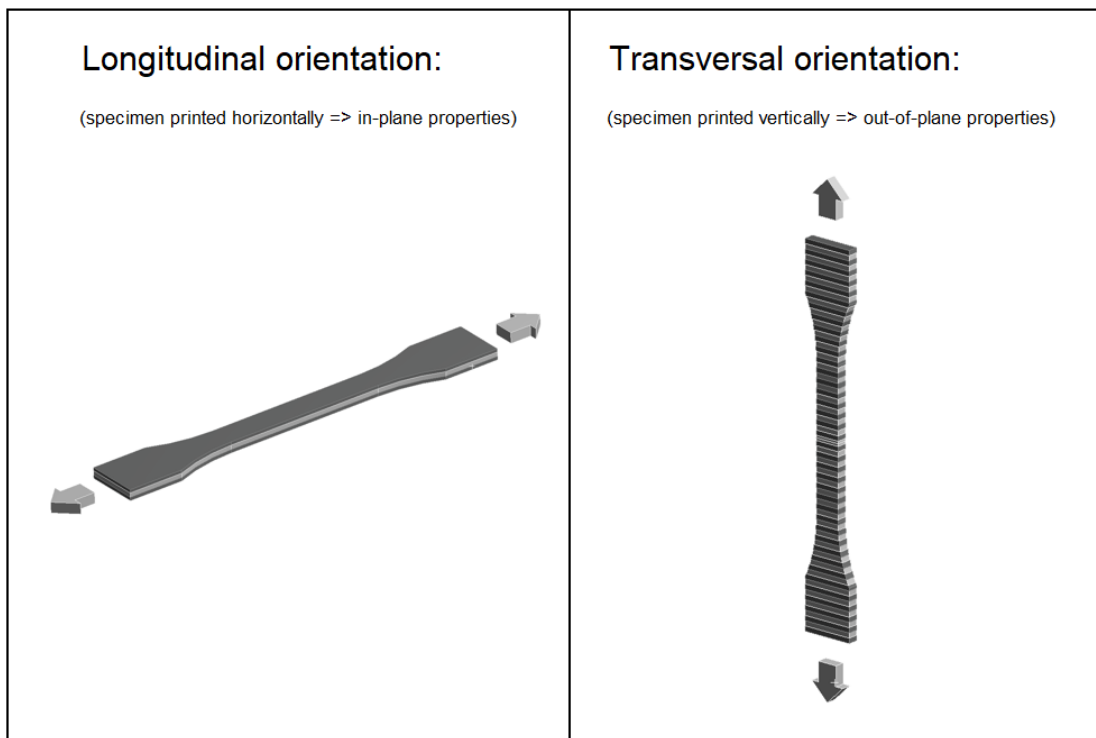 Longitudinal orientation:
(specimen printed horizontally => in-plane properties)
Transversal orientation:
(specimen printed vertically => out-of-plane properties)